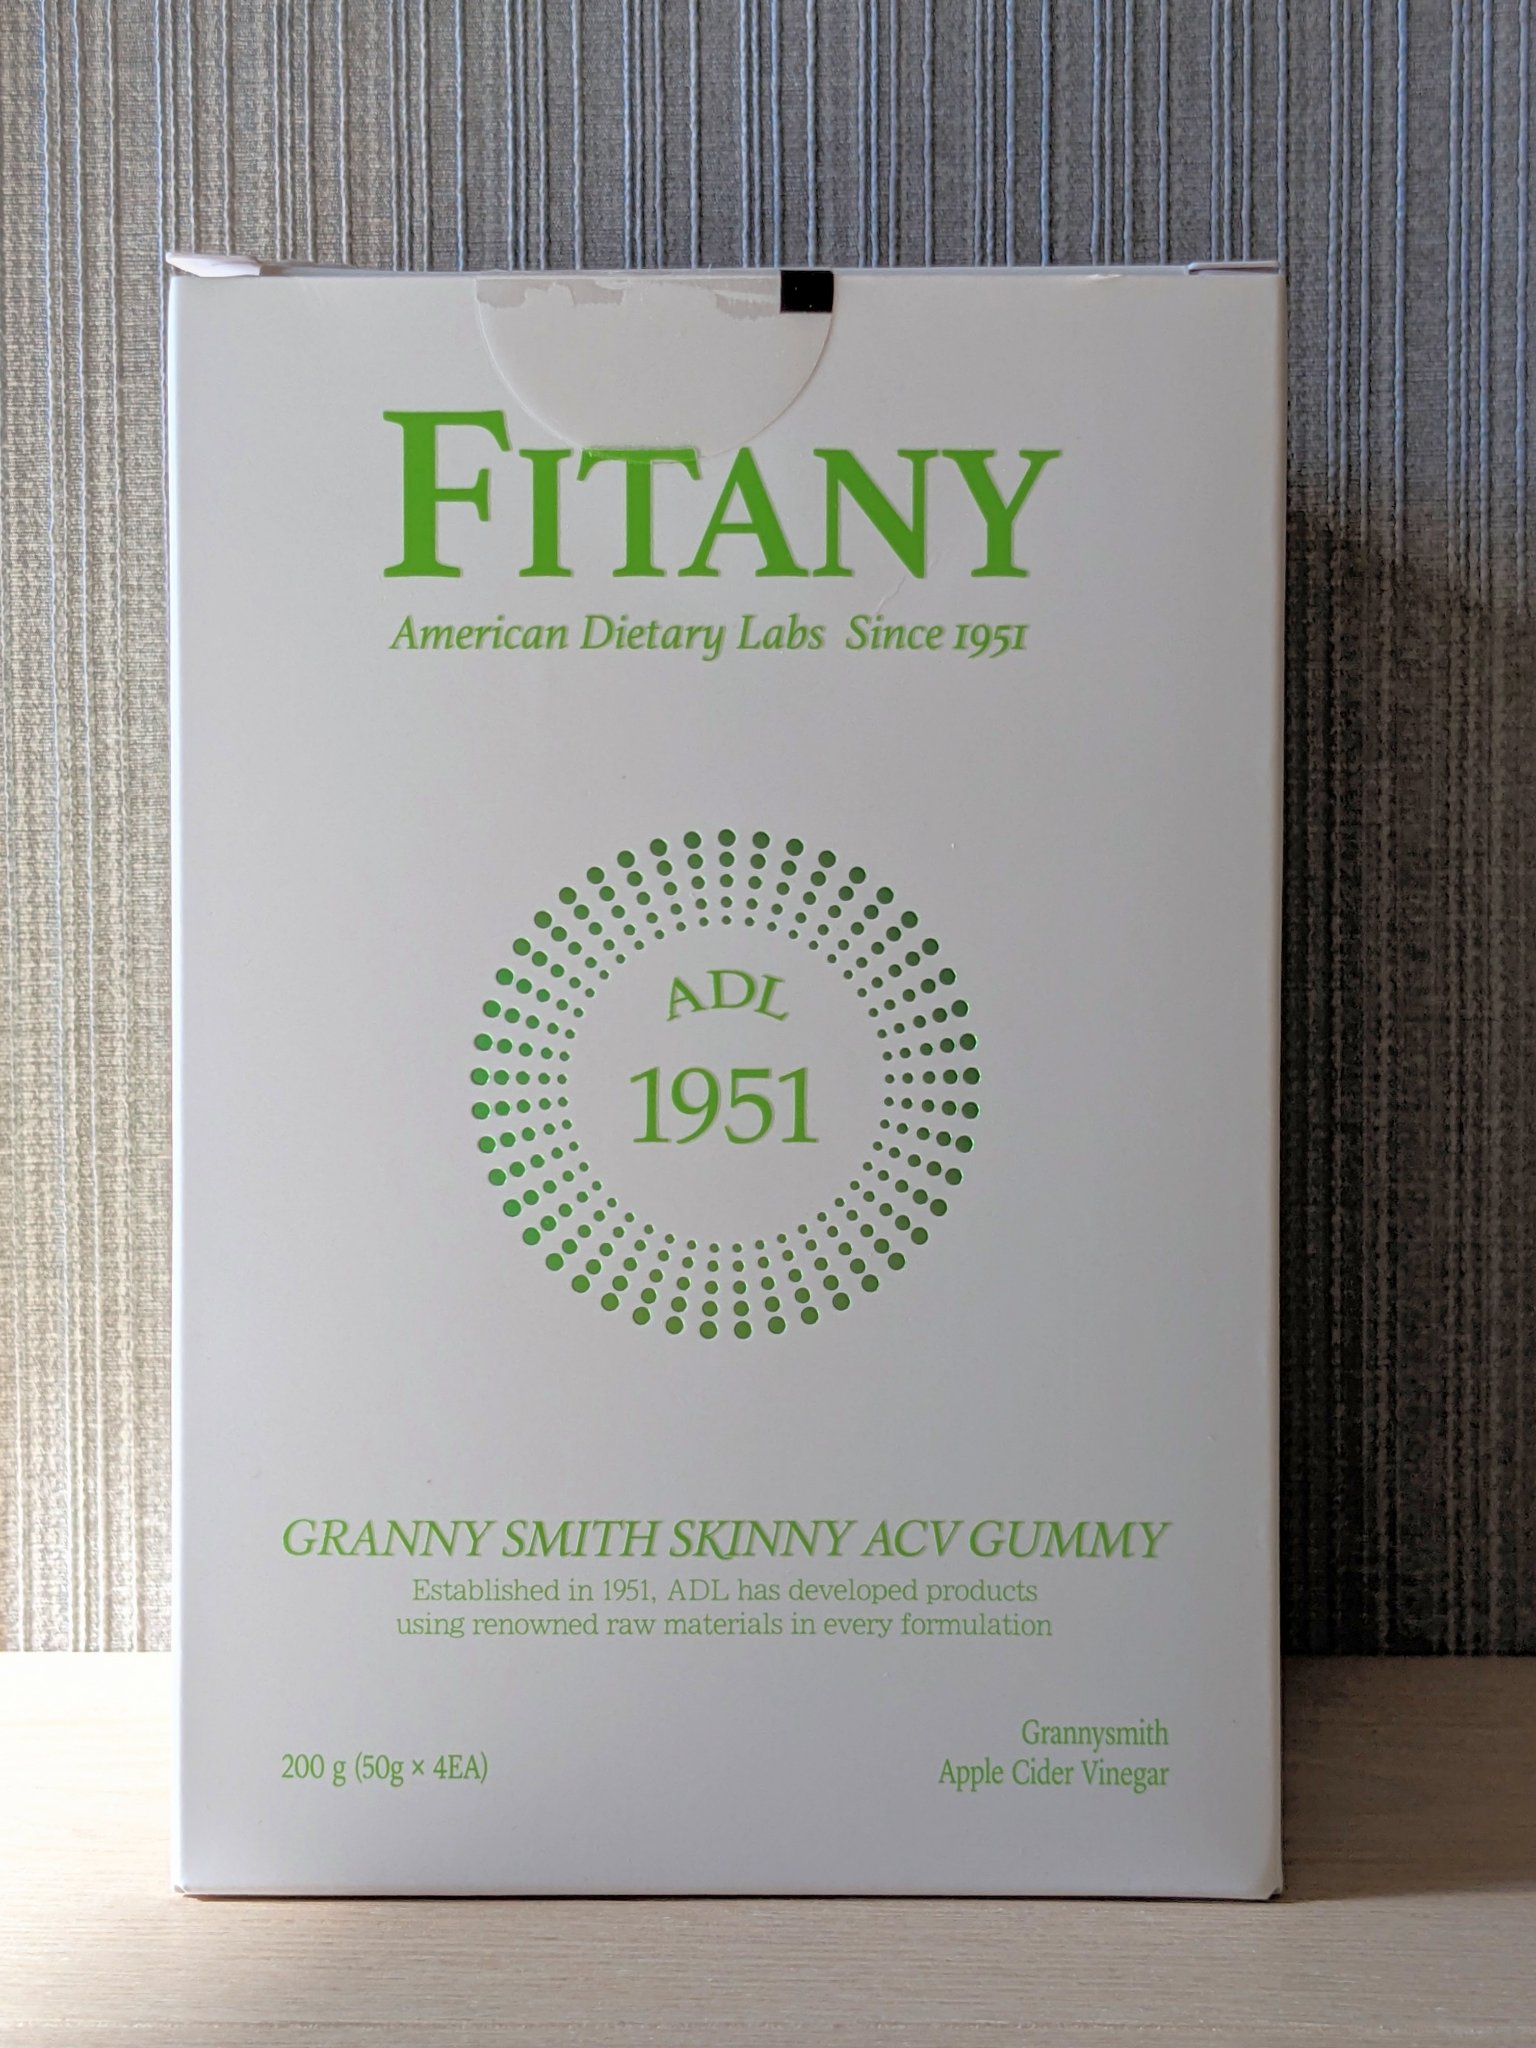 FITANY
American Dietary Labs Since 1951
ADL
1951
GRANNY SMITH SKINNY ACV GUMMY
Established in 1951, ADL has developed products
using renowned raw materials in every formulation
Grannysmith
200 g (50g × 4EA)
Apple Cider Vinegar